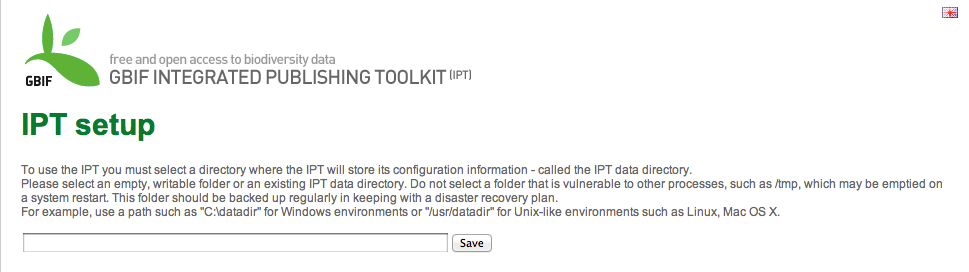 free and open access to biodiversity data
GBIF INTEGRATED PUBLISHING TOOLKIT (IPT)
GBIF
IPT setup
To use the IPT you must select a directory where the IPT will store its configuration information - called the IPT data directory.
Please select an empty, writable folder or an existing IPT data directory. Do not select a folder that is vulnerable to other processes, such as /tmp, which may be emptied on
a system restart. This folder should be backed up regularly in keeping with a disaster recovery plan.
For example, use a path such as "C:\datadir" for Windows environments or "/usr/datadir" for Unix-like environments such as Linux, Mac OS X.
Save